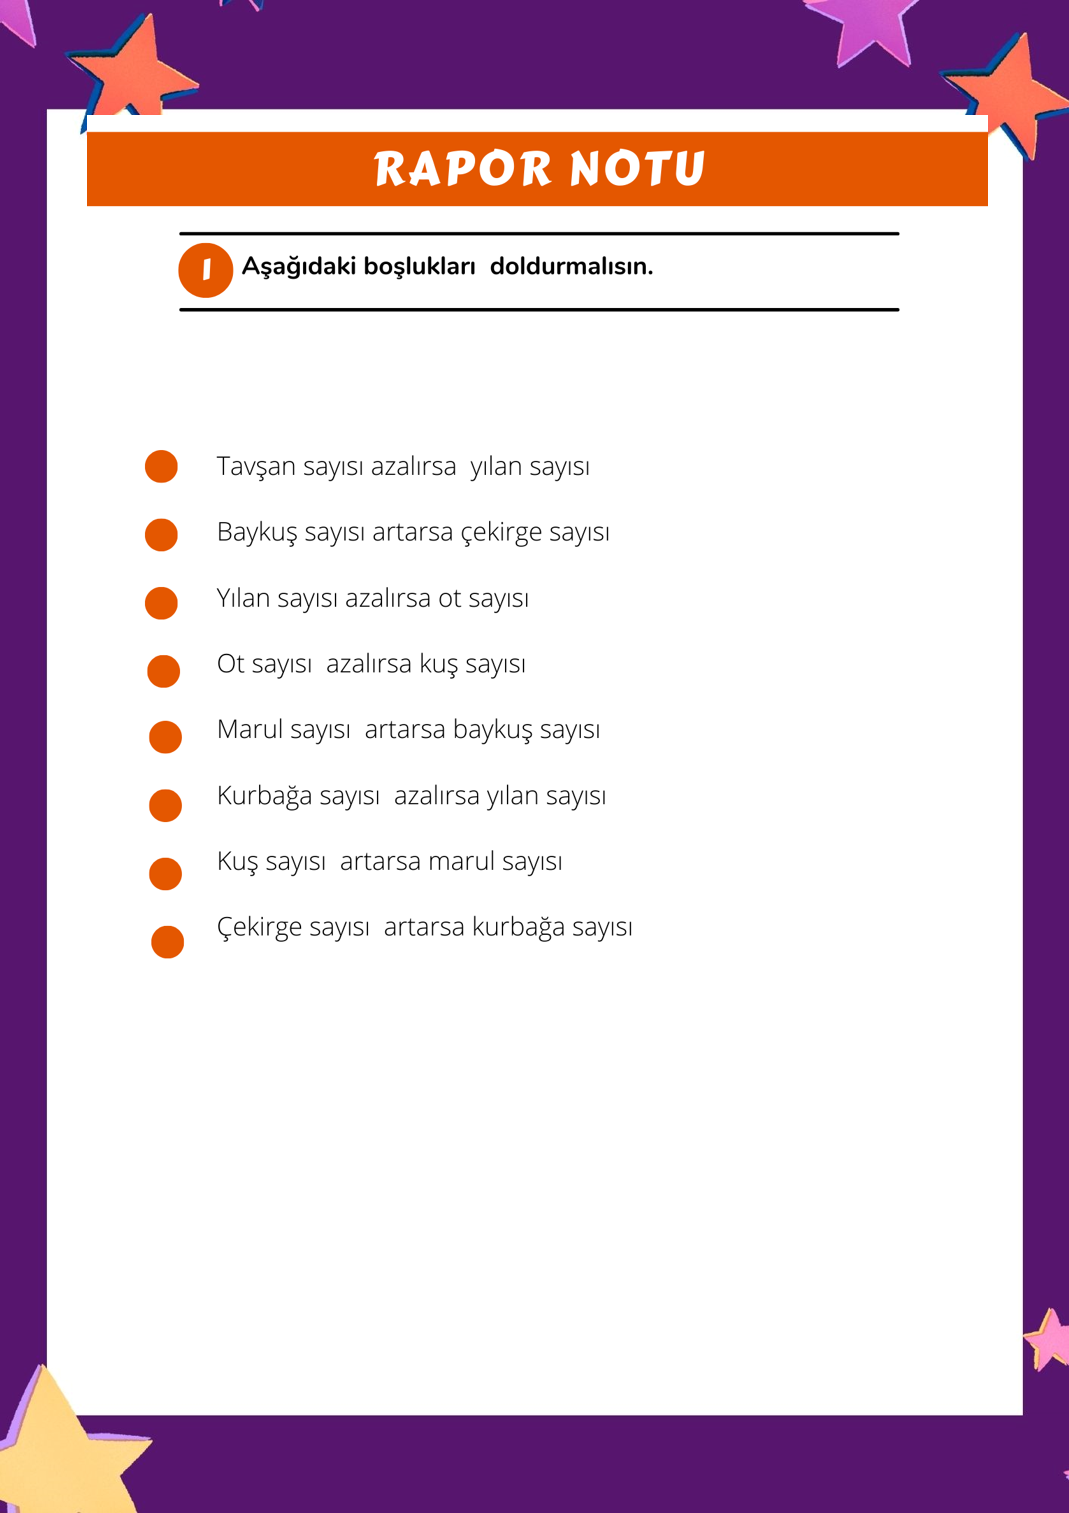 RAPOR NOTU
1 Aşağıdaki boşlukları doldurmalısın.
Tavşan sayısı azalırsa yılan sayısı
Baykuş sayısı artarsa çekirge sayısı
Yılan sayısı azalırsa ot sayısı
Ot sayısı azalırsa kuş sayısı
Marul sayısı artarsa baykuş sayısı
Kurbağa sayısı azalırsa yılan sayısı
Kuş sayısı artarsa marul sayısı
Çekirge sayısı artarsa kurbağa sayısı